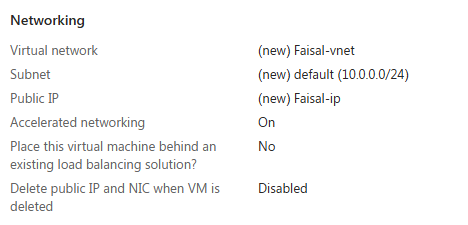 Networking
Virtual network (new) Faisal-vnet
Subnet (new) default (10.0.0.0/24)
Public IP (new) Faisal-ip
Accelerated networking On
Place this virtual machine behind an No
existing load balancing solution?
Delete public IP and NIC when VM is Disabled
deleted